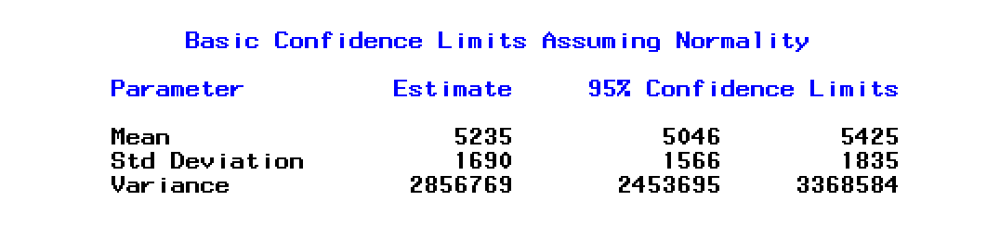 Basic Confidence Limits Assuming Normality
Parameter Estimate 95% Confidence Limits
Mean 5235 5046 5425
Std Deviation 1690 1566 1835
Variance 2856769 2453695 3368584